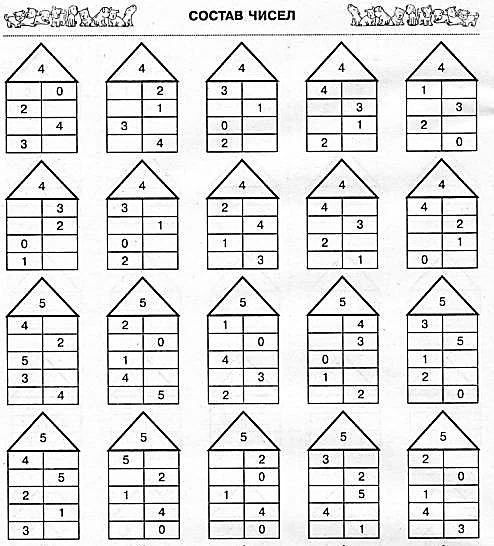 СОСТАВ ЧИСЕЛ
4 4 4 4 4
0 2 3 4 1
2 1 1 3 3
4 3 0 1 2
3 4 2 2 0
4 4 4 4 4
3 3 2 4 4
2 1 4 3 2
0 0 1 2 1
1 2 3 1 0
5 5 5 5 5
4 2 1 4 3
2 0 0 3 5
5 1 4 0 1
3 4 3 1 2
4 5 2 2 0
5 5 5 5 5
4 5 2 3 2
5 2 0 2 0
2 1 1 5 1
1 4 4 4 4
3 0 0 1 3